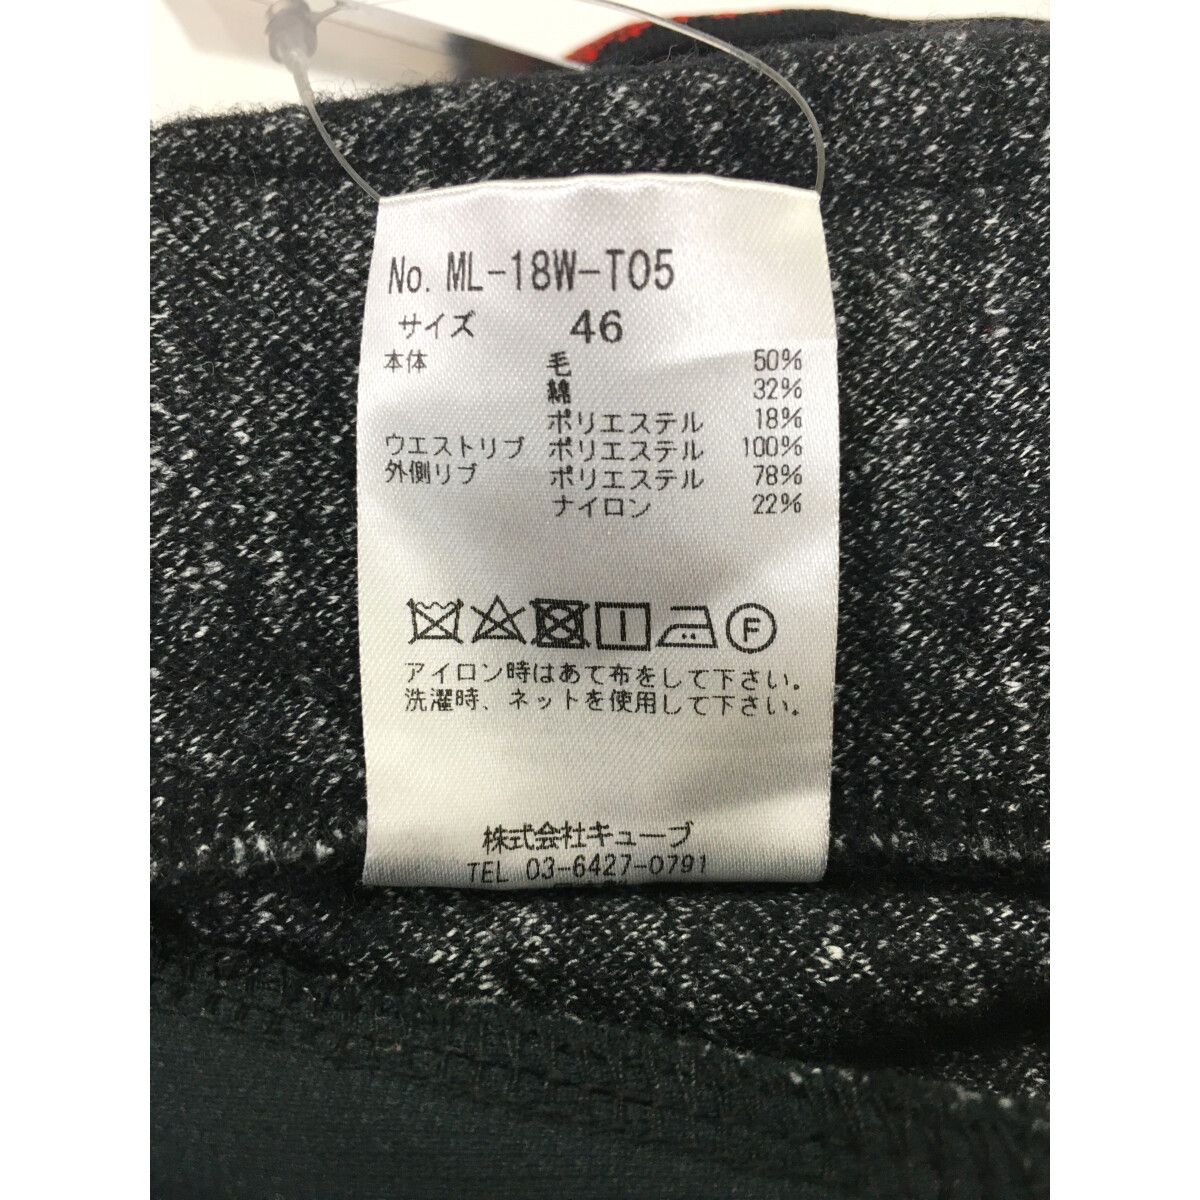 No. ML-18W-T05
サイズ 46
本体 毛 50%
綿 32%
ポリエステル 18%
ウエストリブ ポリエステル 100%
外側リブ ポリエステル 78%
ナイロン 22%
F
アイロン時はあて布をして下さい。
洗濯時、ネットを使用して下さい。
株式会社キューブ
TEL 03-6427-0791